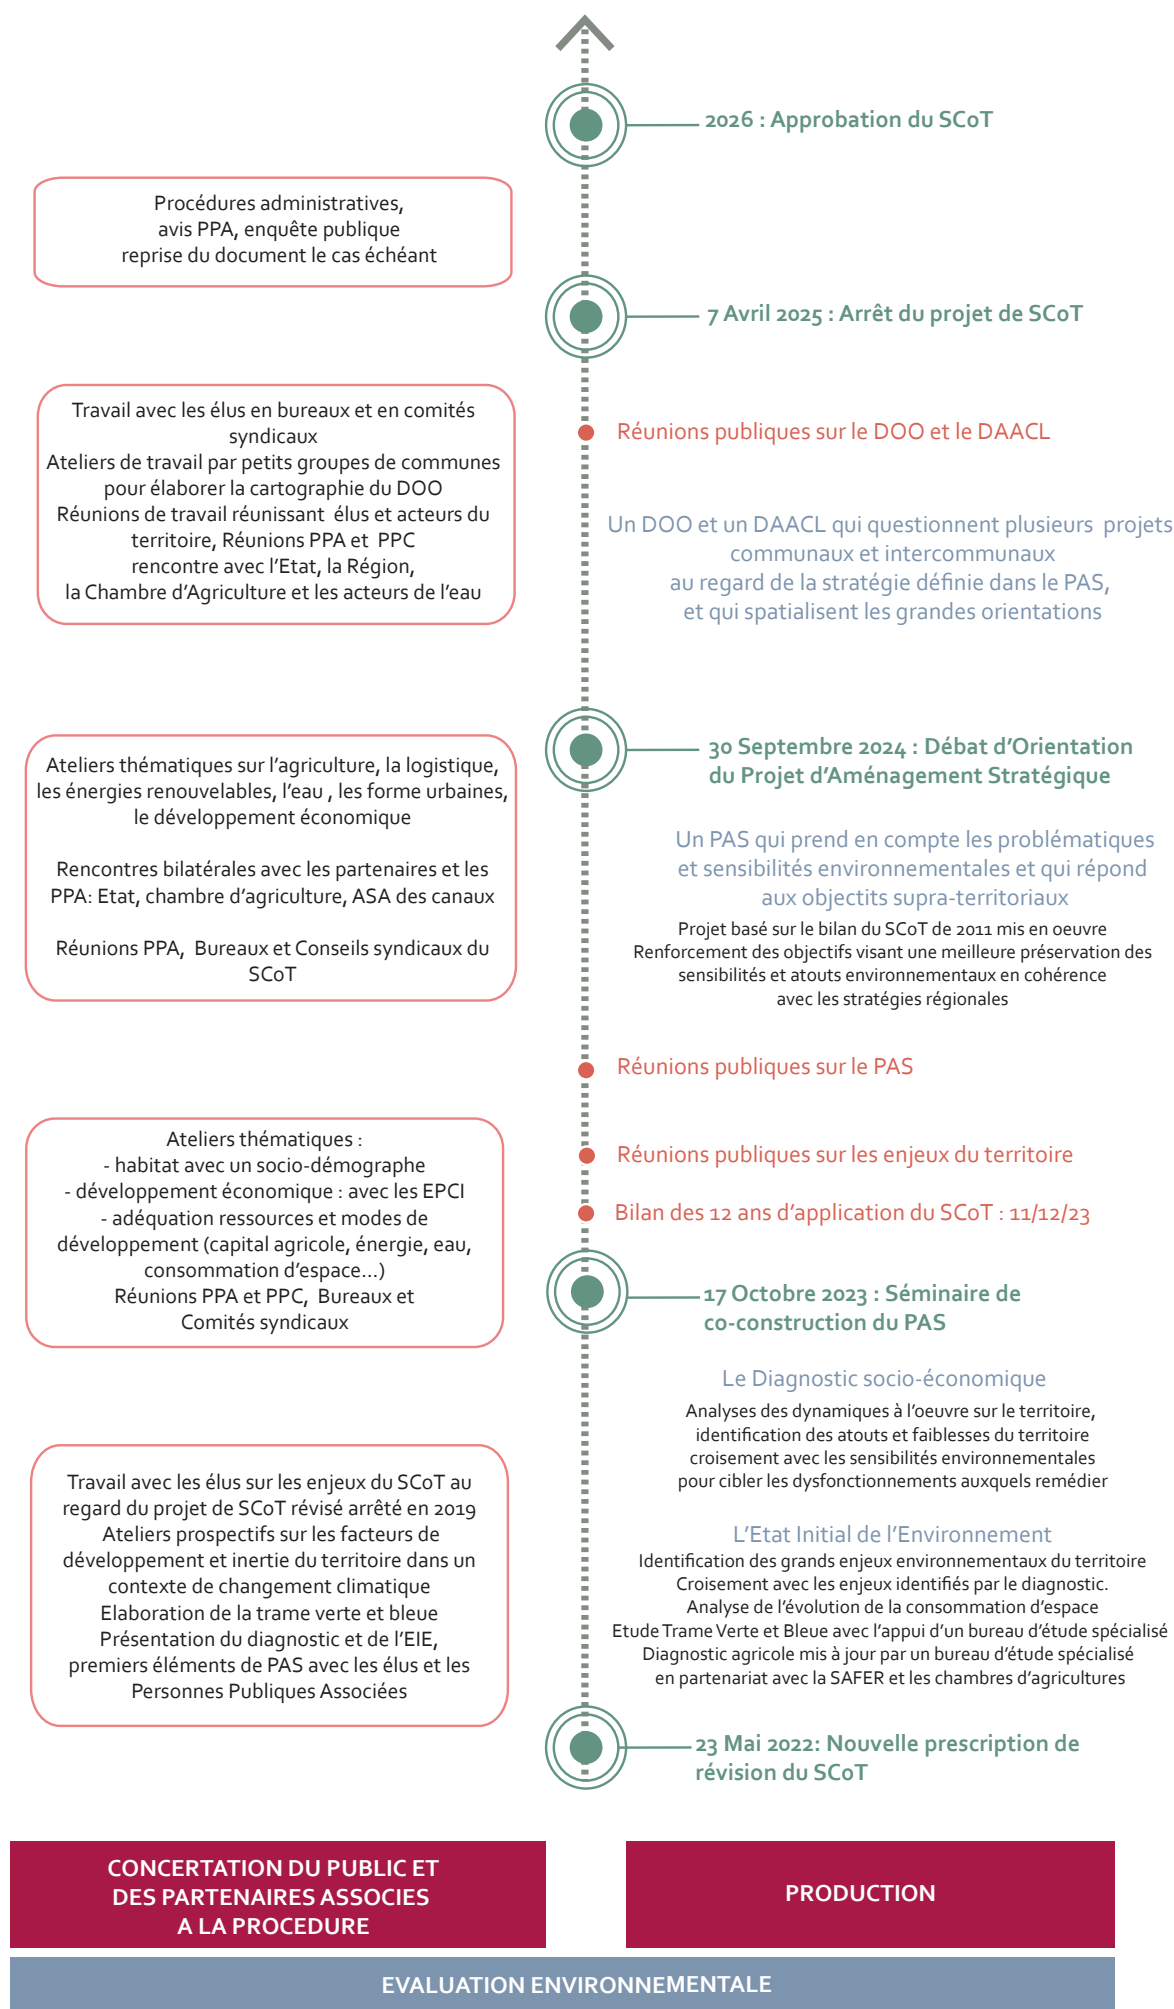 2026 : Approbation du SCoT
Procédures administratives,
avis PPA, enquête publique
reprise du document le cas échéant
7 Avril 2025 : Arrêt du projet de SCoT
Travail avec les élus en bureaux et en comités
syndicaux
Ateliers de travail par petits groupes de communes
pour élaborer la cartographie du DOO
Réunions de travail réunissant élus et acteurs du
territoire, Réunions PPA et PPC
rencontre avec l'Etat, la Région,
la Chambre d'Agriculture et les acteurs de l'eau
Réunions publiques sur le DOO et le DAACL
Un DOO et un DAACL qui questionnent plusieurs projets
communaux et intercommunaux
au regard de la stratégie définie dans le PAS,
et qui spatialisent les grandes orientations
30 Septembre 2024 : Débat d'Orientation
du Projet d'Aménagement Stratégique
Ateliers thématiques sur l'agriculture, la logistique,
les énergies renouvelables, l'eau , les forme urbaines,
le développement économique
Rencontres bilatérales avec les partenaires et les
PPA: Etat, chambre d'agriculture, ASA des canaux
Réunions PPA, Bureaux et Conseils syndicaux du
SCoT
Un PAS qui prend en compte les problématiques
et sensibilités environnementales et qui répond
aux objectits supra-territoriaux
Projet basé sur le bilan du SCoT de 2011 mis en oeuvre
Renforcement des objectifs visant une meilleure préservation des
sensibilités et atouts environnementaux en cohérence
avec les stratégies régionales
Réunions publiques sur le PAS
Réunions publiques sur les enjeux du territoire
Bilan des 12 ans d'application du SCoT : 11/12/23
Ateliers thématiques :
- habitat avec un socio-démographe
- développement économique : avec les EPCI
- adéquation ressources et modes de
développement (capital agricole, énergie, eau,
consommation d'espace...)
Réunions PPA et PPC, Bureaux et
Comités syndicaux
17 Octobre 2023 : Séminaire de
co-construction du PAS
Le Diagnostic socio-économique
Analyses des dynamiques à l'oeuvre sur le territoire,
identification des atouts et faiblesses du territoire
croisement avec les sensibilités environnementales
pour cibler les dysfonctionnements auxquels remédier
Travail avec les élus sur les enjeux du SCoT au
regard du projet de SCoT révisé arrêté en 2019
Ateliers prospectifs sur les facteurs de
développement et inertie du territoire dans un
contexte de changement climatique
Elaboration de la trame verte et bleue
Présentation du diagnostic et de l'EIE,
premiers éléments de PAS avec les élus et les
Personnes Publiques Associées
L'Etat Initial de l'Environnement
Identification des grands enjeux environnementaux du territoire
Croisement avec les enjeux identifiés par le diagnostic.
Analyse de l'évolution de la consommation d'espace
Etude Trame Verte et Bleue avec l'appui d'un bureau d'étude spécialisé
Diagnostic agricole mis à jour par un bureau d'étude spécialisé
en partenariat avec la SAFER et les chambres d'agricultures
23 Mai 2022: Nouvelle prescription de
révision du SCoT
CONCERTATION DU PUBLIC ET
DES PARTENAIRES ASSOCIES
A LA PROCEDURE
PRODUCTION
EVALUATION ENVIRONNEMENTALE